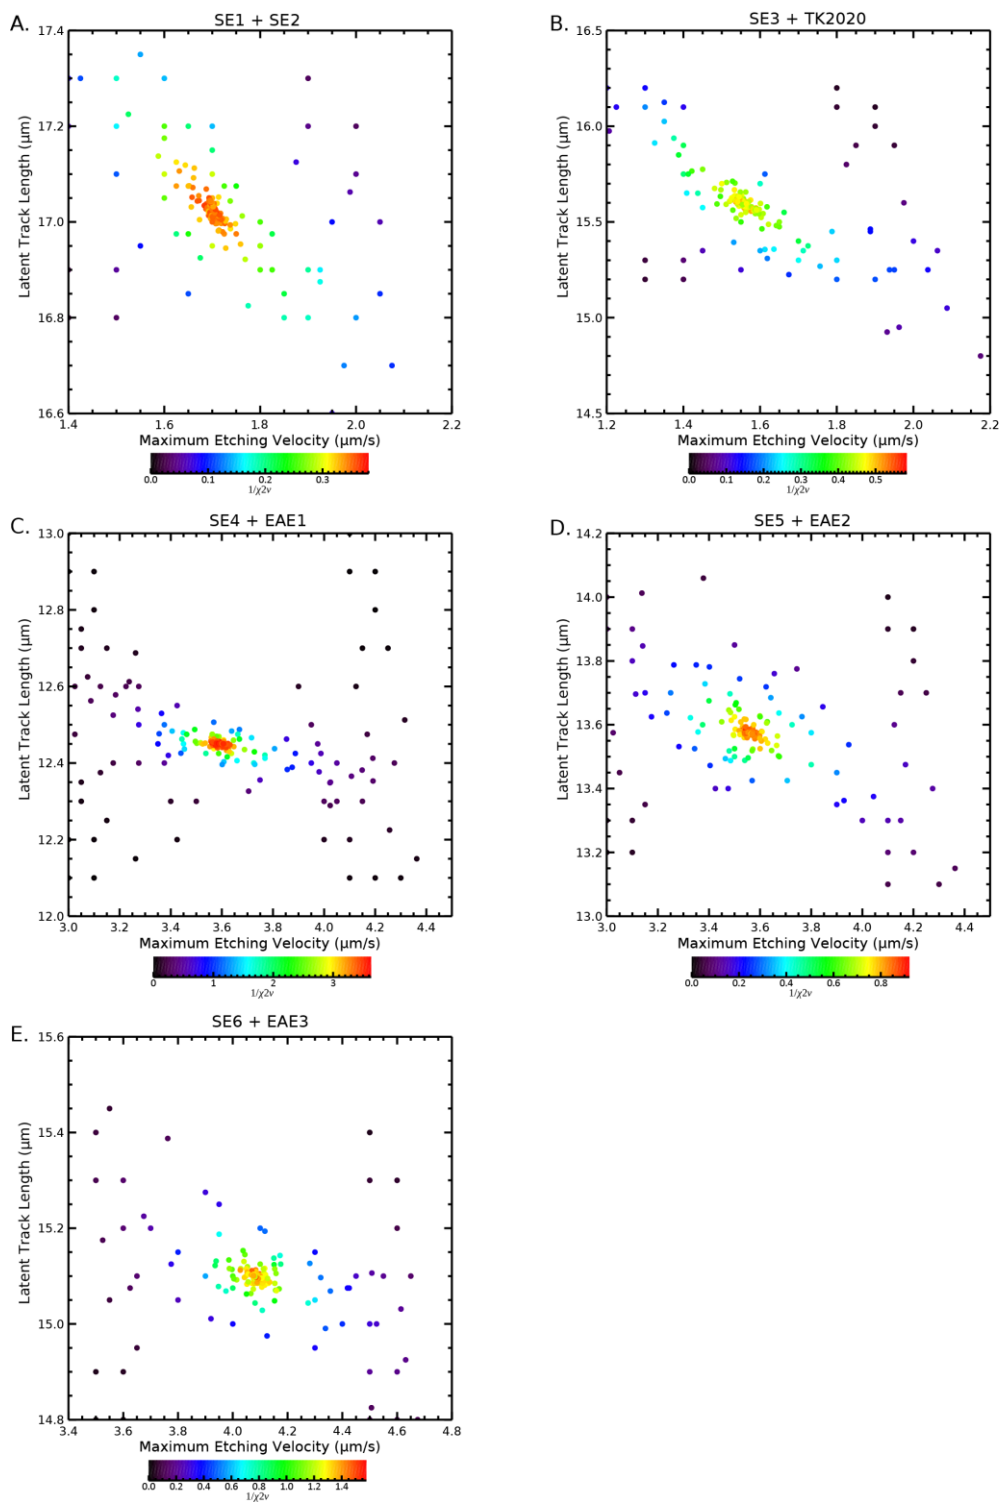 A. SE1 + SE2
17.4
17.2
17.0
16.8
16.6
Latent Track Length (μm)
1.4 1.6 1.8 2.0 2.2
Maximum Etching Velocity (μm/s)
0.0 0.1 0.2 0.3
1/χ2ν
B. SE3 + TK2020
16.5
16.0
15.5
15.0
14.5
Latent Track Length (μm)
1.2 1.4 1.6 1.8 2.0 2.2
Maximum Etching Velocity (μm/s)
0.0 0.1 0.2 0.3 0.4 0.5
1/χ2ν
C. SE4 + EAE1
13.0
12.8
12.6
12.4
12.2
12.0
Latent Track Length (μm)
3.0 3.2 3.4 3.6 3.8 4.0 4.2 4.4
Maximum Etching Velocity (μm/s)
0 1 2 3
1/χ2ν
D. SE5 + EAE2
14.2
14.0
13.8
13.6
13.4
13.2
13.0
Latent Track Length (μm)
3.0 3.2 3.4 3.6 3.8 4.0 4.2 4.4
Maximum Etching Velocity (μm/s)
0.0 0.2 0.4 0.6 0.8
1/χ2ν
E. SE6 + EAE3
15.6
15.4
15.2
15.0
14.8
Latent Track Length (μm)
3.4 3.6 3.8 4.0 4.2 4.4 4.6 4.8
Maximum Etching Velocity (μm/s)
0.0 0.2 0.4 0.6 0.8 1.0 1.2 1.4
1/χ2ν